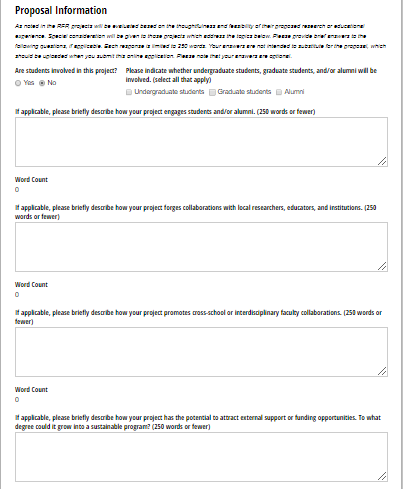 Proposal Information
As noted in the RFP, projects will be evaluated based on the thoughtfulness and feasibility of their proposed research or educational
experience. Special consideration will be given to those projects which address the topics below. Please provide brief answers to the
following questions, if applicable. Each response is limited to 250 words. Your answers are not intended to substitute for the proposal, which
should be uploaded when you submit this online application. Please note that your answers are optional.
Are students involved in this project?
Yes No
Please indicate whether undergraduate students, graduate students, and/or alumni will be
involved. (select all that apply)
Undergraduate students Graduate students Alumni
If applicable, please briefly describe how your project engages students and/or alumni. (250 words or fewer)
Word Count
0
If applicable, please briefly describe how your project forges collaborations with local researchers, educators, and institutions. (250
words or fewer)
Word Count
0
If applicable, please briefly describe how your project promotes cross-school or interdisciplinary faculty collaborations. (250 words or
fewer)
Word Count
0
If applicable, please briefly describe how your project has the potential to attract external support or funding opportunities. To what
degree could it grow into a sustainable program? (250 words or fewer)